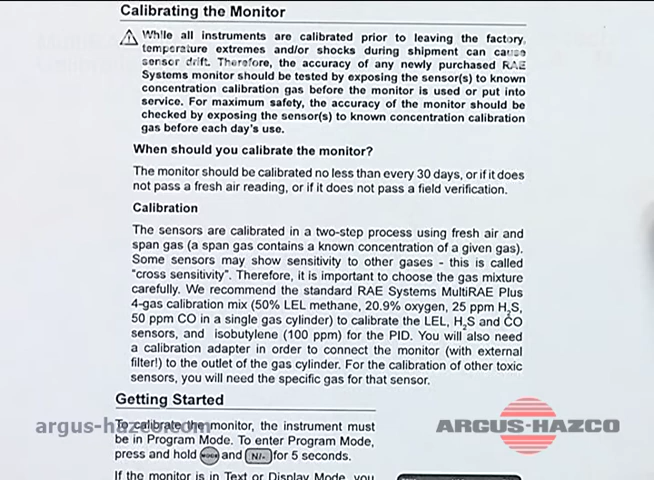 Calibrating the Monitor
While all instruments are calibrated prior to leaving the factory,
temperature extremes and/or shocks during shipment can cause
sensor drift. Therefore, the accuracy of any newly purchased RAE
Systems monitor should be tested by exposing the sensor(s) to known
concentration calibration gas before the monitor is used or put into
service. For maximum safety, the accuracy of the monitor should be
checked by exposing the sensor(s) to known concentration calibration
gas before each day's use.
When should you calibrate the monitor?
The monitor should be calibrated no less than every 30 days, or if it does
not pass a fresh air reading, or if it does not pass a field verification.
Calibration
The sensors are calibrated in a two-step process using fresh air and
span gas (a span gas contains a known concentration of a given gas).
Some sensors may show sensitivity to other gases - this is called
"cross sensitivity". Therefore, it is important to choose the gas mixture
carefully. We recommend the standard RAE Systems MultiRAE Plus
4-gas calibration mix (50% LEL methane, 20.9% oxygen, 25 ppm H₂S,
50 ppm CO in a single gas cylinder) to calibrate the LEL, H₂S and CO
sensors, and isobutylene (100 ppm) for the PID. You will also need
a calibration adapter in order to connect the monitor (with external
filter!) to the outlet of the gas cylinder. For the calibration of other toxic
sensors, you will need the specific gas for that sensor.
Getting Started
To calibrate the monitor, the instrument must
be in Program Mode. To enter Program Mode,
press and hold MODE and N/- for 5 seconds.
If the monitor is in Text or Display Mode, you
argus-hazco.com
ARGUS-HAZCO